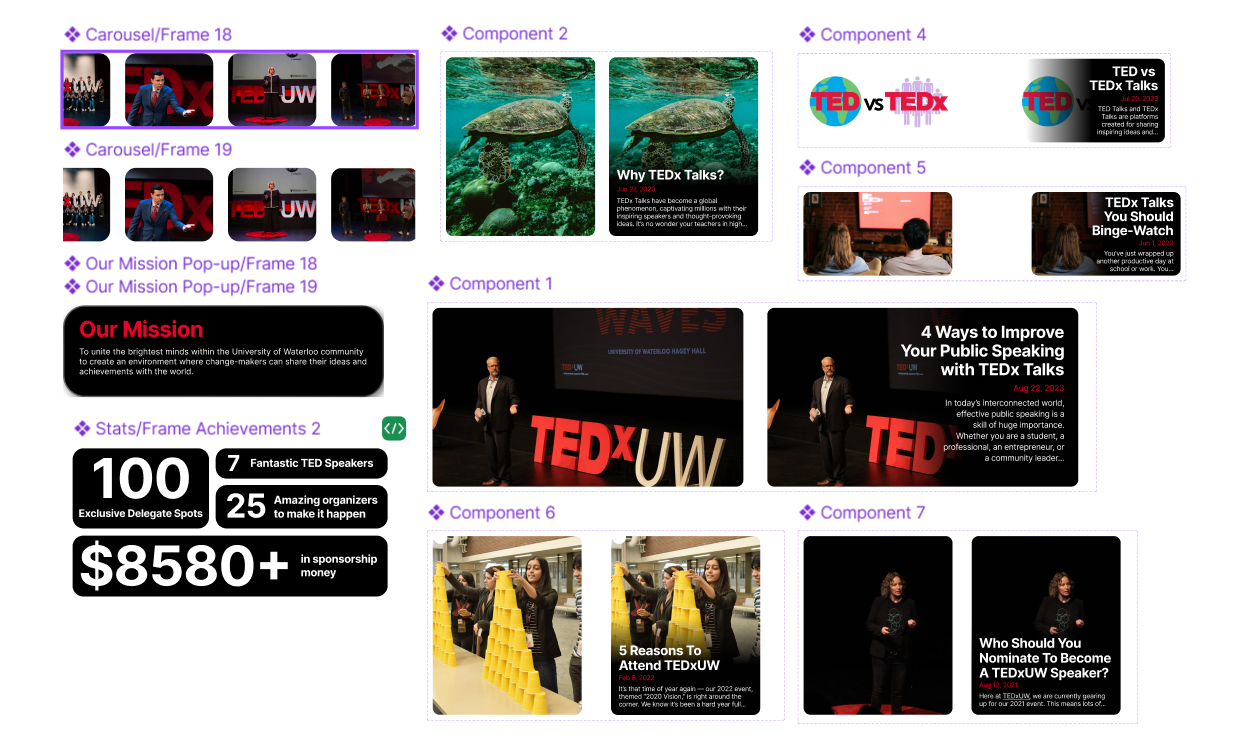 Carousel/Frame 18
TEDx
TED UW
Carousel/Frame 19
TEDx
TED UW
Our Mission Pop-up/Frame 18
Our Mission Pop-up/Frame 19
Our Mission
To unite the brightest minds within the University of Waterloo community
to create an environment where change-makers can share their ideas and
achievements with the world.
Stats/Frame Achievements 2
</>
100
Exclusive Delegate Spots
7 Fantastic TED Speakers
25 Amazing organizers
to make it happen
$8580+ in sponsorship
money
Component 2
Why TEDx Talks?
Jun 27, 2023
TEDx Talks have become a global
phenomenon, captivating millions with their
inspiring speakers and thought-provoking
ideas. It's no wonder your teachers in high...
Component 4
TED VS TEDx
TED VS
TED vs
TEDx Talks
Jul 20, 2023
TED Talks and TEDx
Talks are platforms
created for sharing
inspiring ideas and...
Component 5
TEDx Talks
You Should
Binge-Watch
Jun 1, 2023
You've just wrapped up
another productive day at
school or work. You...
Component 1
WAVES
UNIVERSITY OF WATERLOO HAGEY HALL
TEDxUW
TEDxUW
TEDxUW
TED
4 Ways to Improve
Your Public Speaking
with TEDx Talks
Aug 22, 2023
In today's interconnected world,
effective public speaking is a
skill of huge importance.
Whether you are a student, a
professional, an entrepreneur, or
a community leader...
Component 6
5 Reasons To
Attend TEDxUW
Feb 8, 2022
It's that time of year again — our 2022 event,
themed "2020 Vision," is right around the
corner. We know it's been a hard year full...
Component 7
Who Should You
Nominate To Become
A TEDxUW Speaker?
Aug 12, 2021
Here at TEDxUW, we are currently gearing
up for our 2021 event. This means lots of...